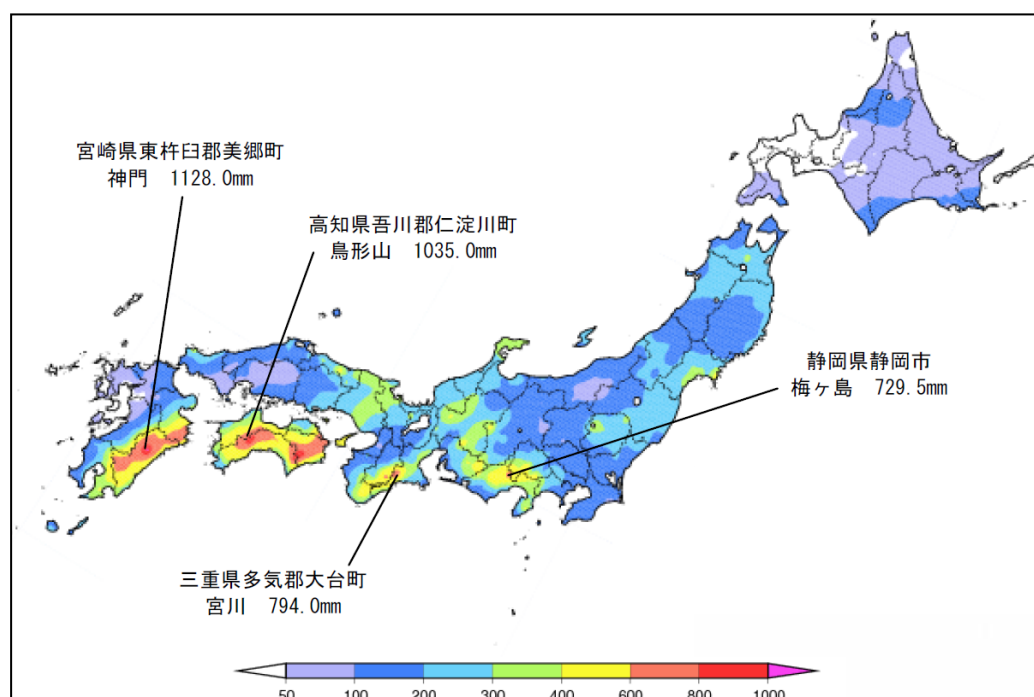 宮崎県東杵臼郡美郷町
神門 1128.0mm
高知県吾川郡仁淀川町
鳥形山 1035.0mm
静岡県静岡市
梅ヶ島 729.5mm
三重県多気郡大台町
宮川 794.0mm
50 100 200 300 400 600 800 1000